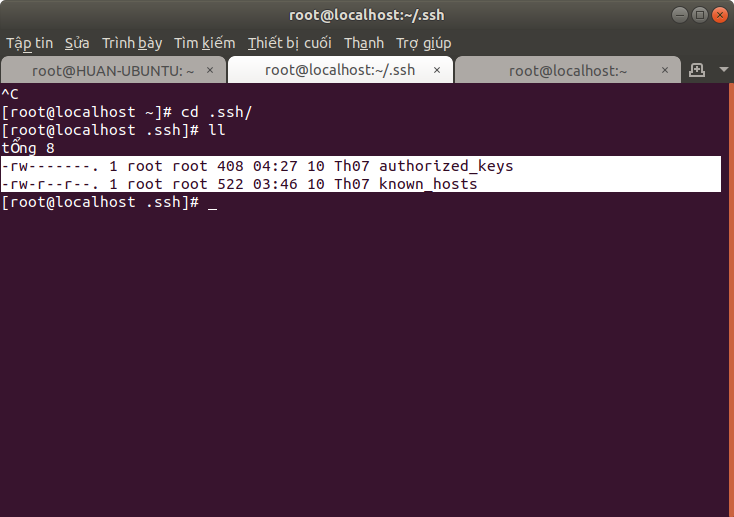 root@localhost:~/.ssh
Tập tin Sửa Trình bày Tìm kiếm Thiết bị cuối Thanh Trợ giúp
root@HUAN-UBUNTU: ~ × root@localhost:~/.ssh × root@localhost:~ ×
^C
[root@localhost ~]# cd .ssh/
[root@localhost .ssh]# ll
tổng 8
-rw-------. 1 root root 408 04:27 10 Th07 authorized_keys
-rw-r--r--. 1 root root 522 03:46 10 Th07 known_hosts
[root@localhost .ssh]# _